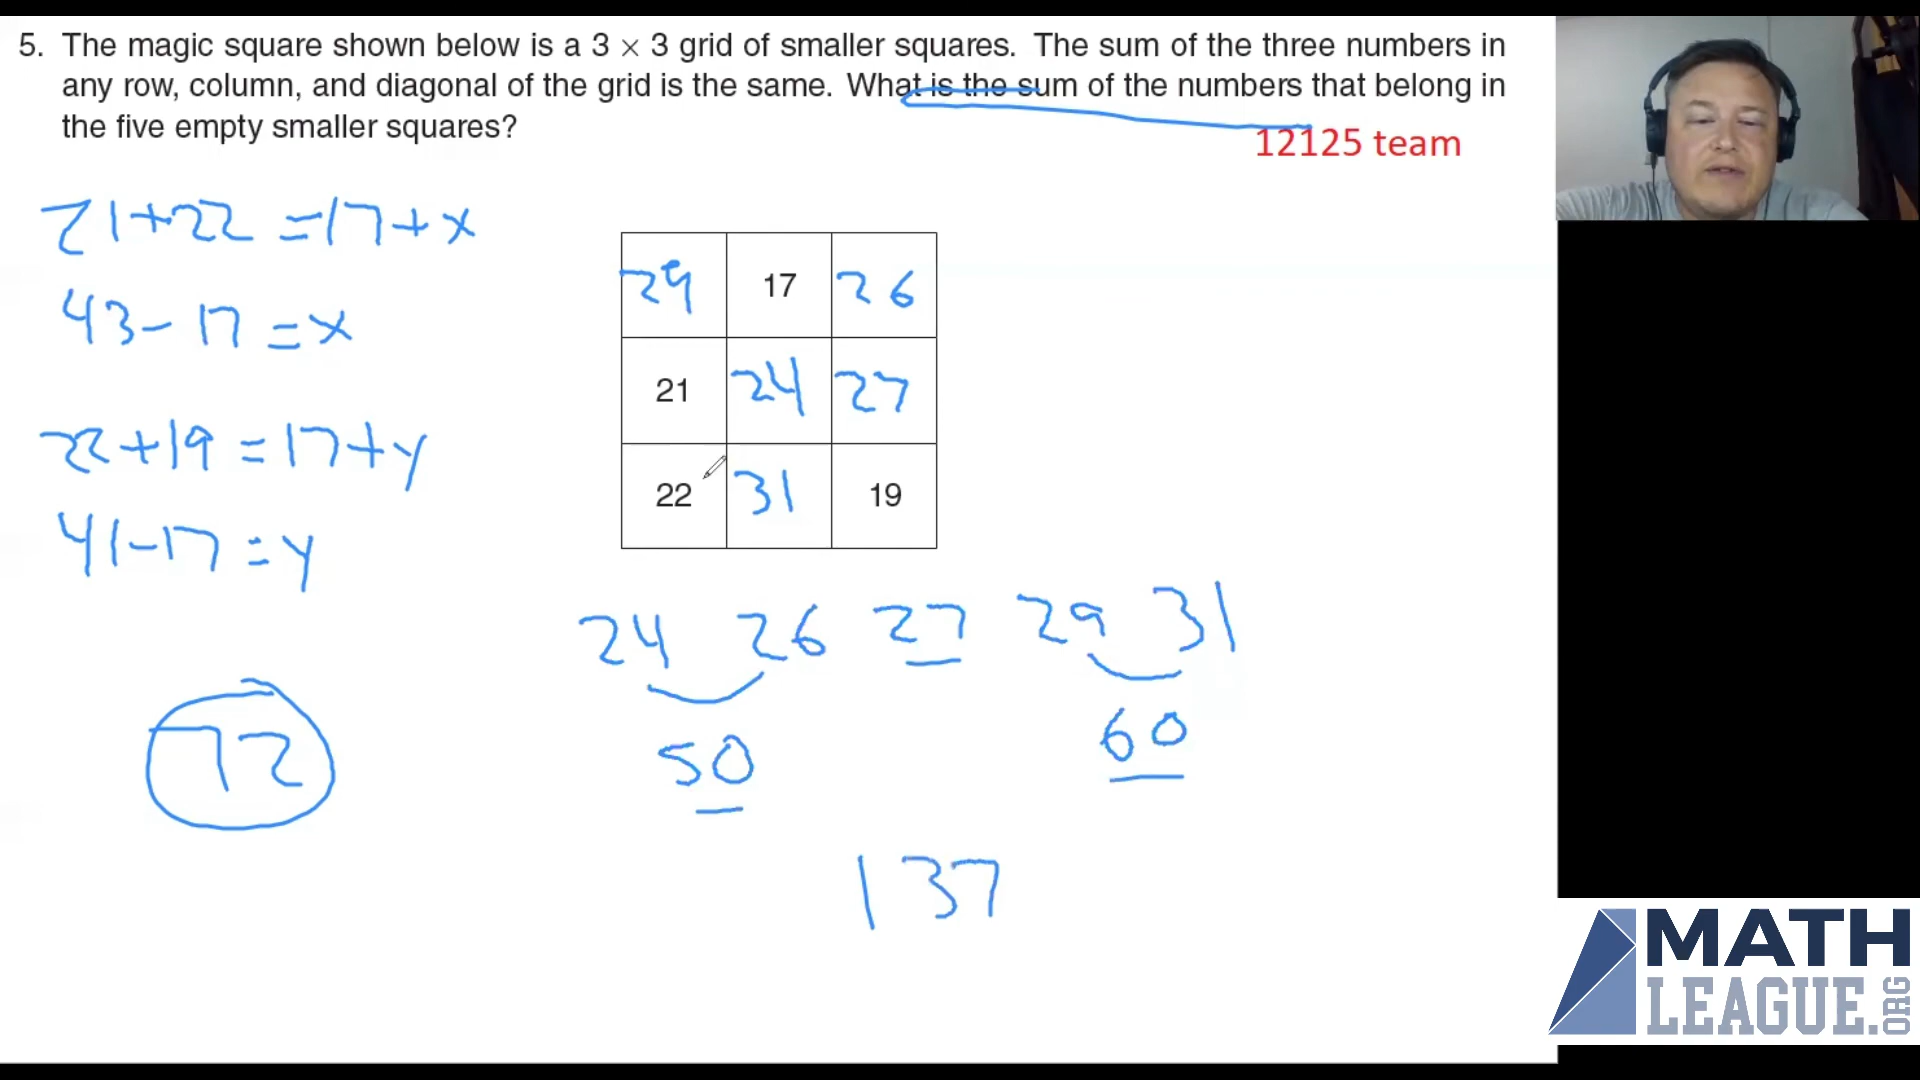 5. The magic square shown below is a 3 × 3 grid of smaller squares. The sum of the three numbers in
any row, column, and diagonal of the grid is the same. What is the sum of the numbers that belong in
the five empty smaller squares?
12125 team
21+22 =17+x
43-17=x
22+19=17+y
41-17=y
72
29 17 26
21 24 27
22 31 19
24 26 27 29 31
50 60
137
MATH
LEAGUE.ORG